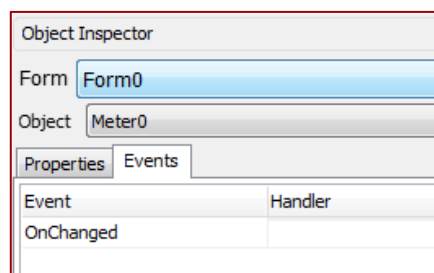 Object Inspector
Form Form0
Object Meter0
Properties Events
Event Handler
OnChanged